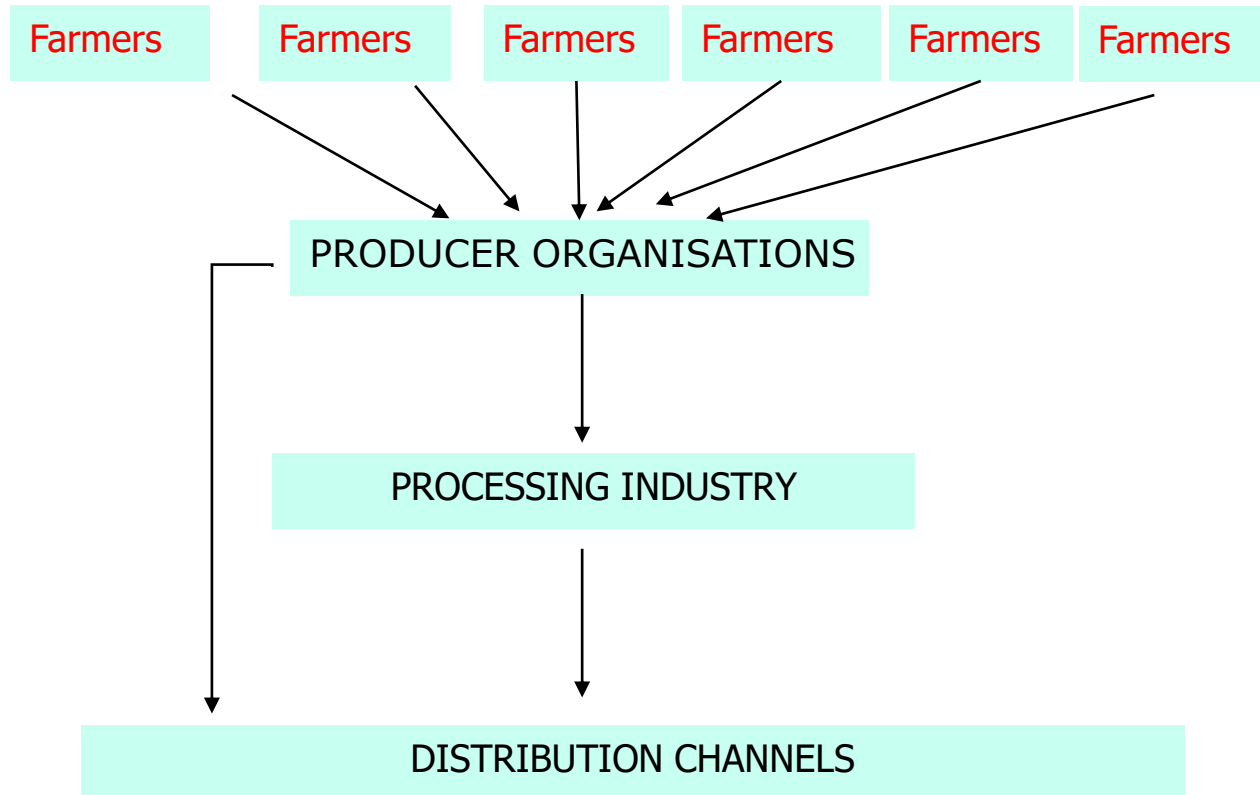 Farmers Farmers Farmers Farmers Farmers Farmers
PRODUCER ORGANISATIONS
PROCESSING INDUSTRY
DISTRIBUTION CHANNELS